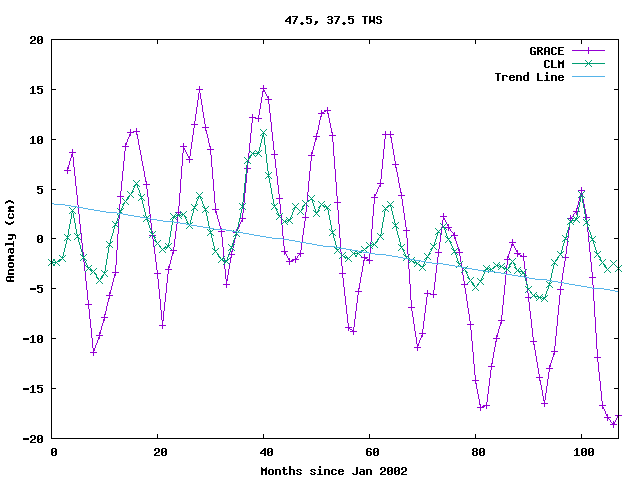 47.5, 37.5 TWS
GRACE
CLM
Trend Line
20
15
10
5
0
-5
-10
-15
-20
Anomaly (cm)
0 20 40 60 80 100
Months since Jan 2002